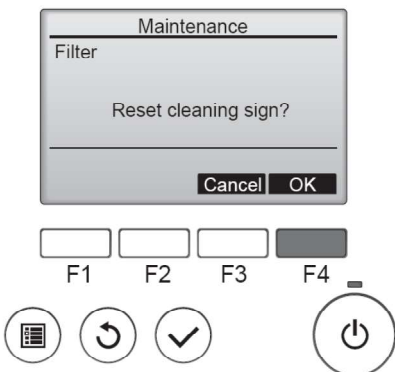 Maintenance
Filter
Reset cleaning sign?
Cancel OK
F1 F2 F3 F4